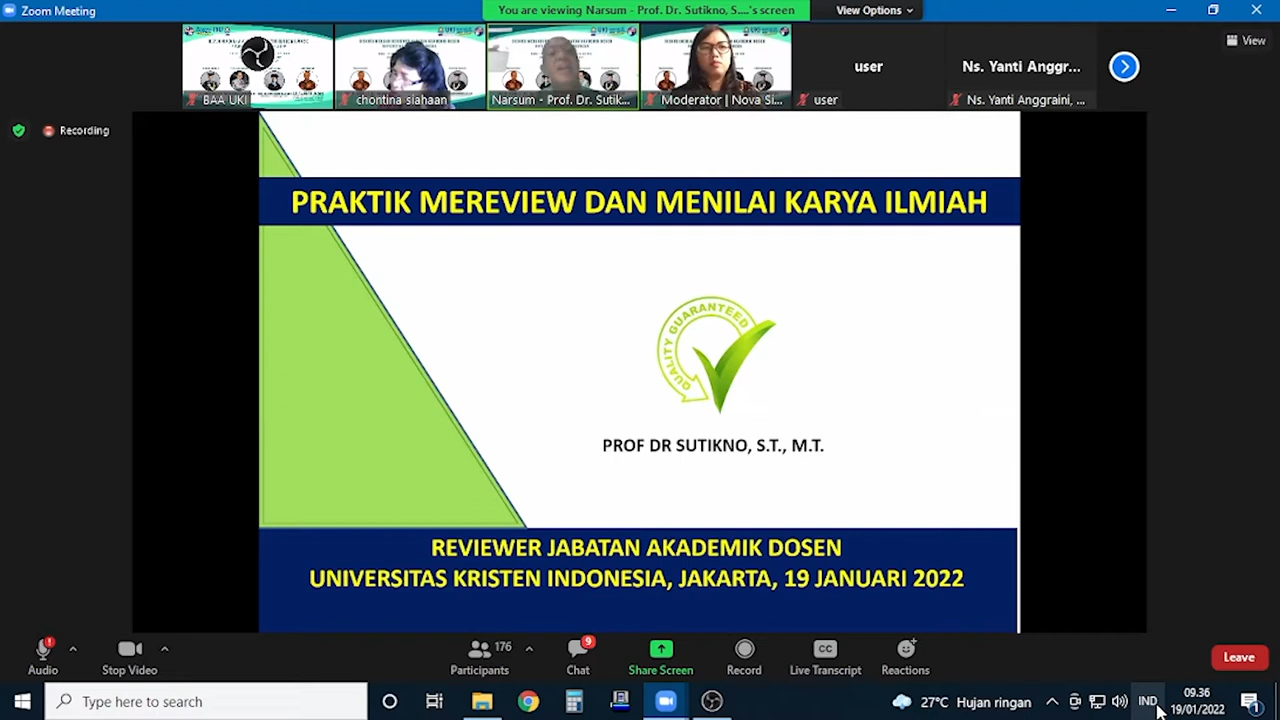 Zoom Meeting
You are viewing Narsum - Prof. Dr. Sutikno, S....'s screen
View Options
View
BAA UKI
chontina siahaan
Narsum - Prof. Dr. Sutik...
Moderator | Nova Si...
user
user
Ns. Yanti Anggr...
Ns. Yanti Anggraini, ...
Recording
PRAKTIK MEREVIEW DAN MENILAI KARYA ILMIAH
QUALITY GUARANTEED
PROF DR SUTIKNO, S.T., M.T.
REVIEWER JABATAN AKADEMIK DOSEN
UNIVERSITAS KRISTEN INDONESIA, JAKARTA, 19 JANUARI 2022
Audio
Stop Video
176
Participants
9
Chat
Share Screen
Record
CC
Live Transcript
Reactions
Leave
Type here to search
27°C Hujan ringan
IND
09.36
19/01/2022
1